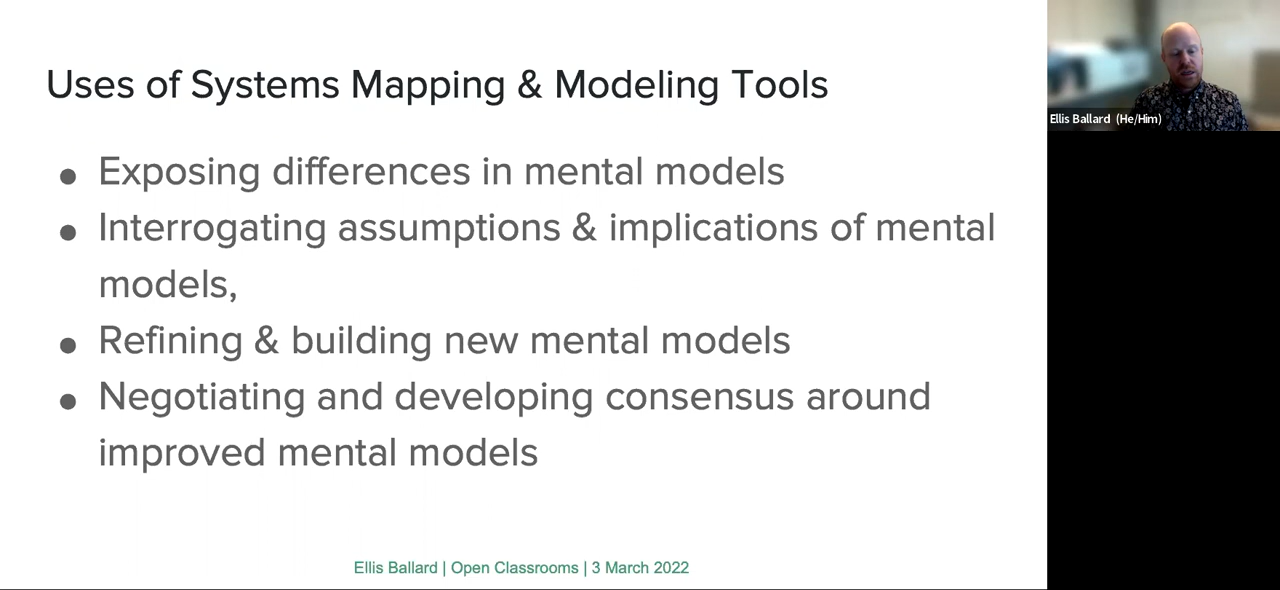 Uses of Systems Mapping & Modeling Tools
● Exposing differences in mental models
● Interrogating assumptions & implications of mental
models,
● Refining & building new mental models
● Negotiating and developing consensus around
improved mental models
Ellis Ballard | Open Classrooms | 3 March 2022
Ellis Ballard (He/Him)